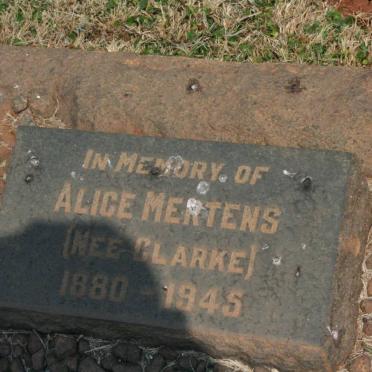 IN MEMORY OF
ALICE MERTENS
(NEE CLARKE)
1880 - 1945